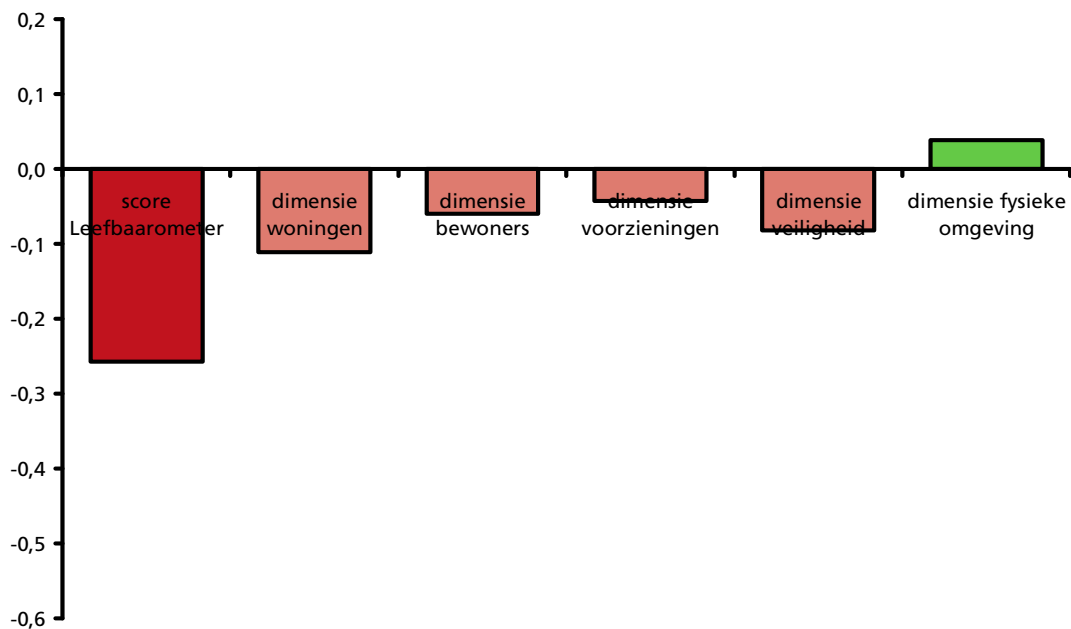 0,2
0,1
0,0
-0,1
-0,2
-0,3
-0,4
-0,5
-0,6
score
Leefbaarometer
dimensie
woningen
dimensie
bewoners
dimensie
voorzieningen
dimensie
veiligheid
dimensie fysieke
omgeving